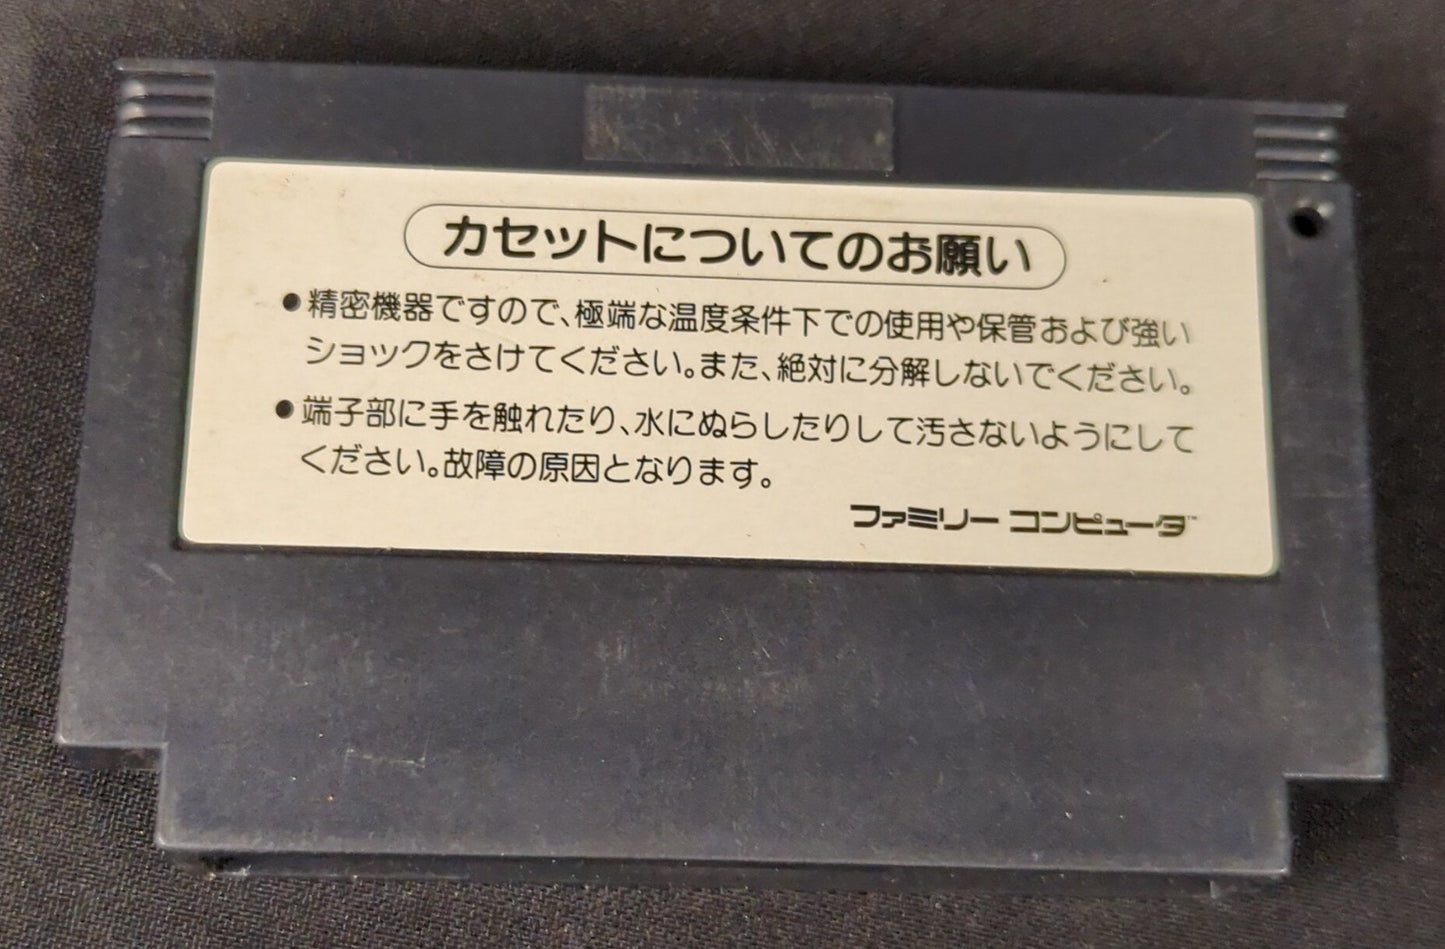 カセットについてのお願い
●精密機器ですので、極端な温度条件下での使用や保管および強い
ショックをさけてください。また、絶対に分解しないでください。
●端子部に手を触れたり、水にぬらしたりして汚さないようにして
ください。故障の原因となります。
ファミリー コンピュータ™